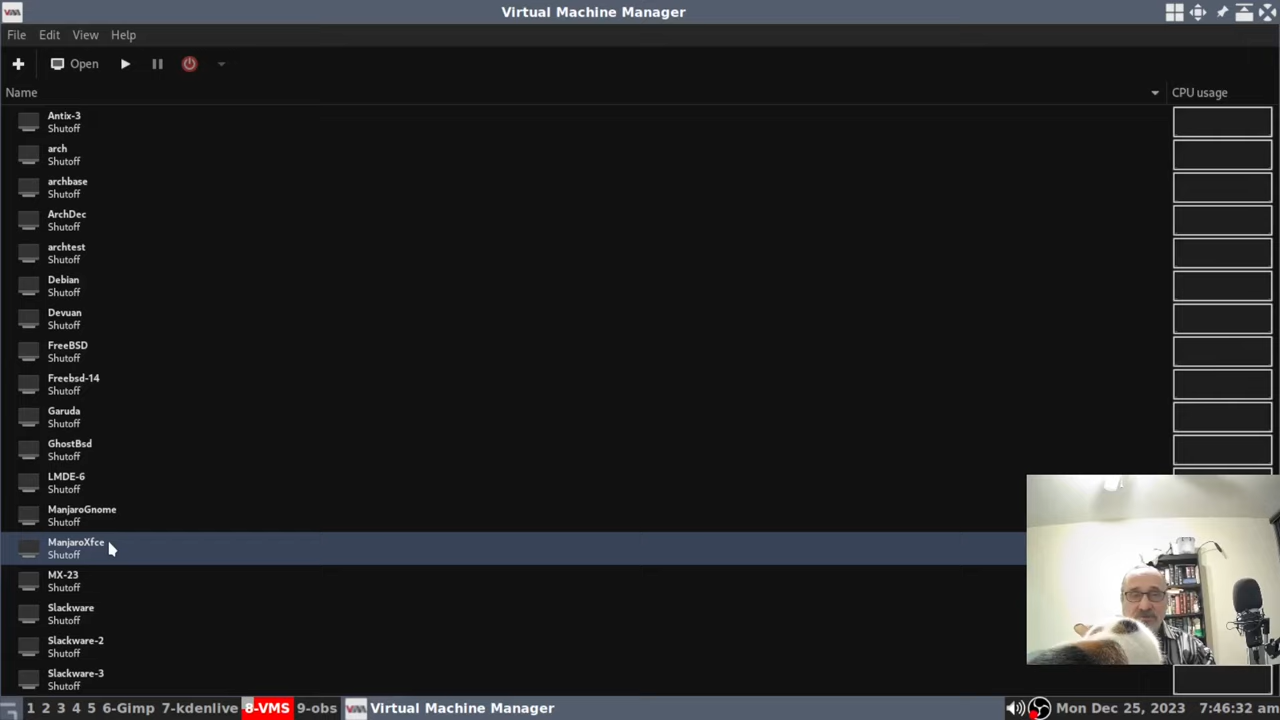 Virtual Machine Manager
File Edit View Help
Open
Name CPU usage
Antix-3
Shutoff
arch
Shutoff
archbase
Shutoff
ArchDec
Shutoff
archtest
Shutoff
Debian
Shutoff
Devuan
Shutoff
FreeBSD
Shutoff
Freebsd-14
Shutoff
Garuda
Shutoff
GhostBsd
Shutoff
LMDE-6
Shutoff
ManjaroGnome
Shutoff
ManjaroXfce
Shutoff
MX-23
Shutoff
Slackware
Shutoff
Slackware-2
Shutoff
Slackware-3
Shutoff
1 2 3 4 5 6-Gimp 7-kdenlive 8-VMS 9-obs Virtual Machine Manager Mon Dec 25, 2023 7:46:32 am